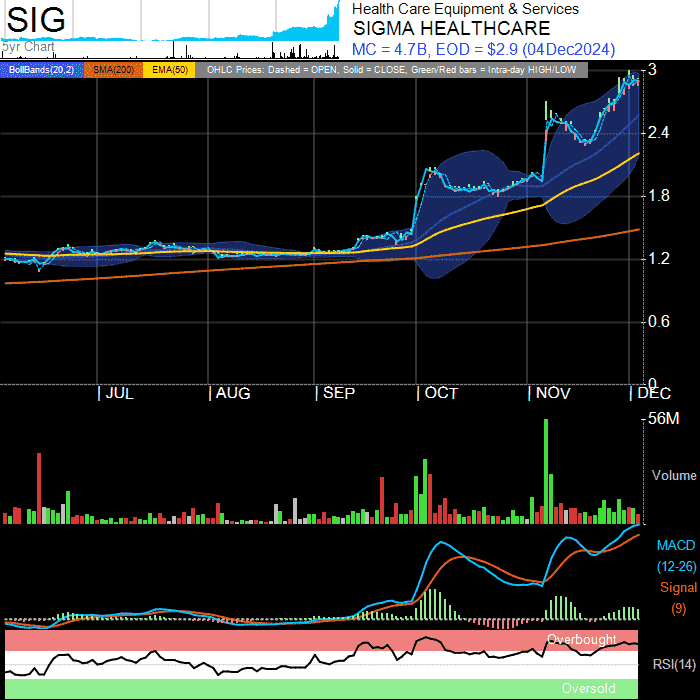 SIG
5yr Chart
Health Care Equipment & Services
SIGMA HEALTHCARE
MC = 4.7B, EOD = $2.9 (04Dec2024)
BollBands(20,2) SMA(200) EMA(50) OHLC Prices: Dashed = OPEN, Solid = CLOSE, Green/Red bars = Intra-day HIGH/LOW
3
2.4
1.8
1.2
0.6
0
| JUL | AUG | SEP | OCT | NOV | DEC
56M
Volume
MACD
(12-26)
Signal
(9)
Overbought
RSI(14)
Oversold